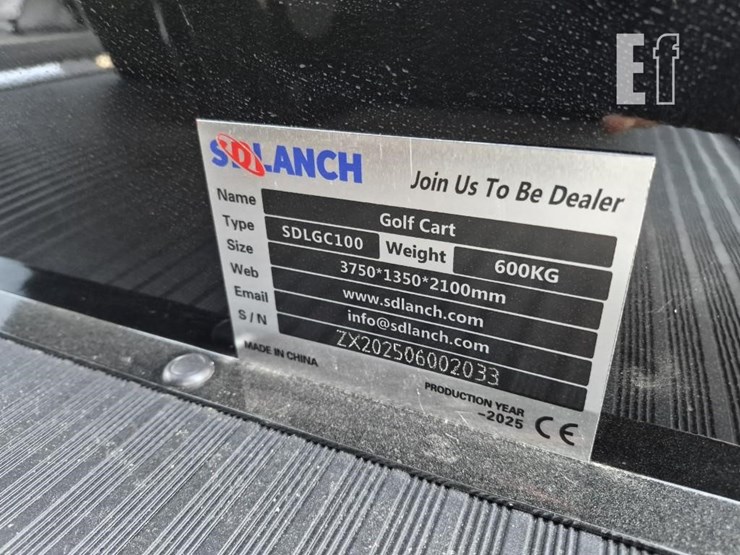 Ef
SDLANCH
Join Us To Be Dealer
Name Golf Cart
Type SDLGC100 Weight 600KG
Size 3750*1350*2100mm
Web www.sdlanch.com
Email info@sdlanch.com
S/N ZX202506002033
MADE IN CHINA
PRODUCTION YEAR
-2025
CE